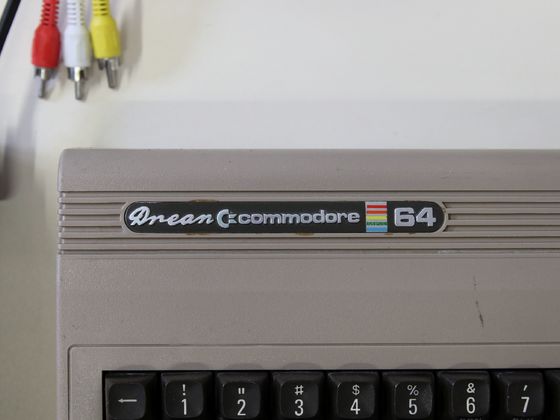 Drean commodore 64
← ! " # $ % & '
1 2 3 4 5 6 7